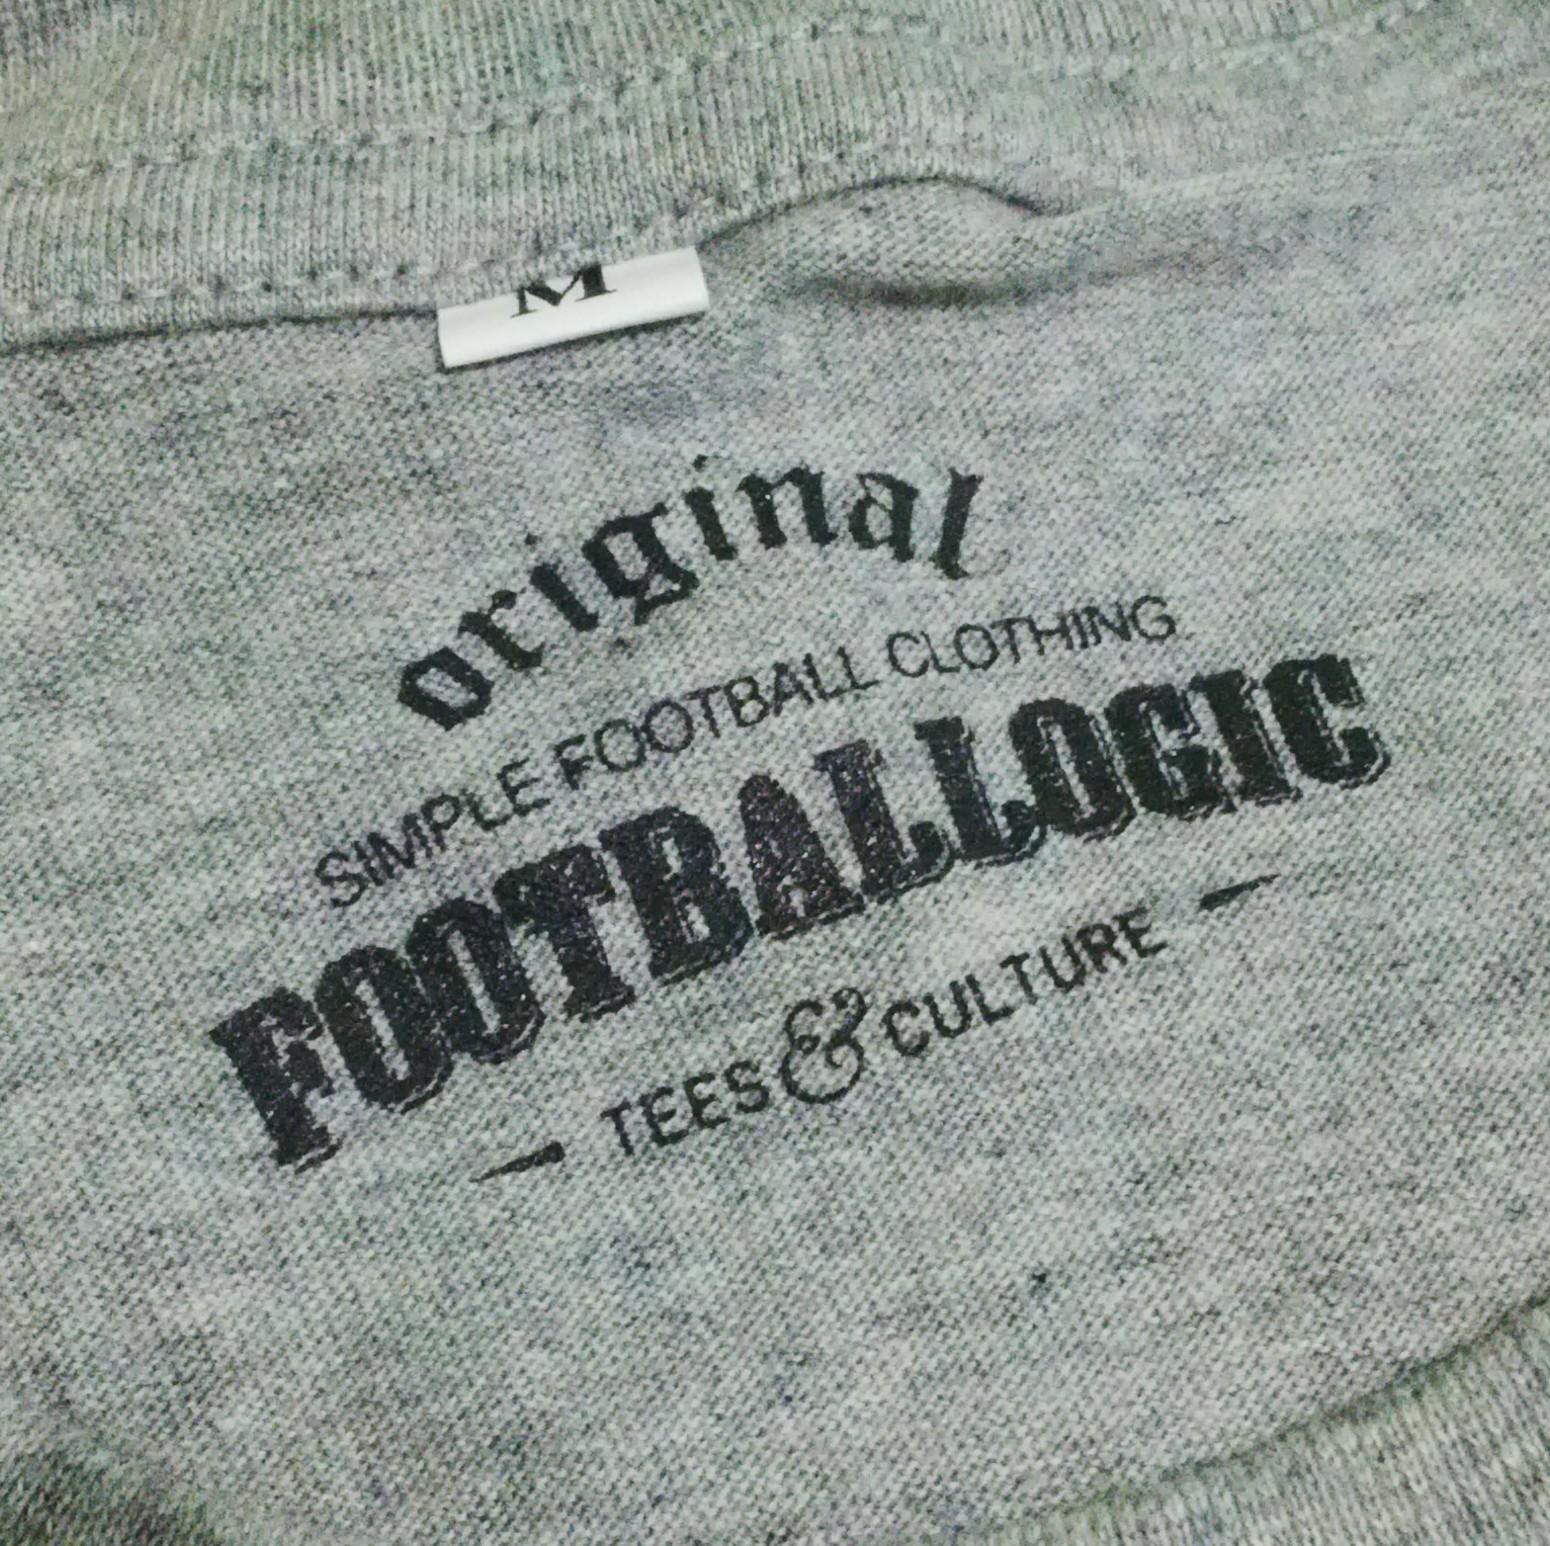 M
original
SIMPLE FOOTBALL CLOTHING
FOOTBALLOGIC
TEES & CULTURE